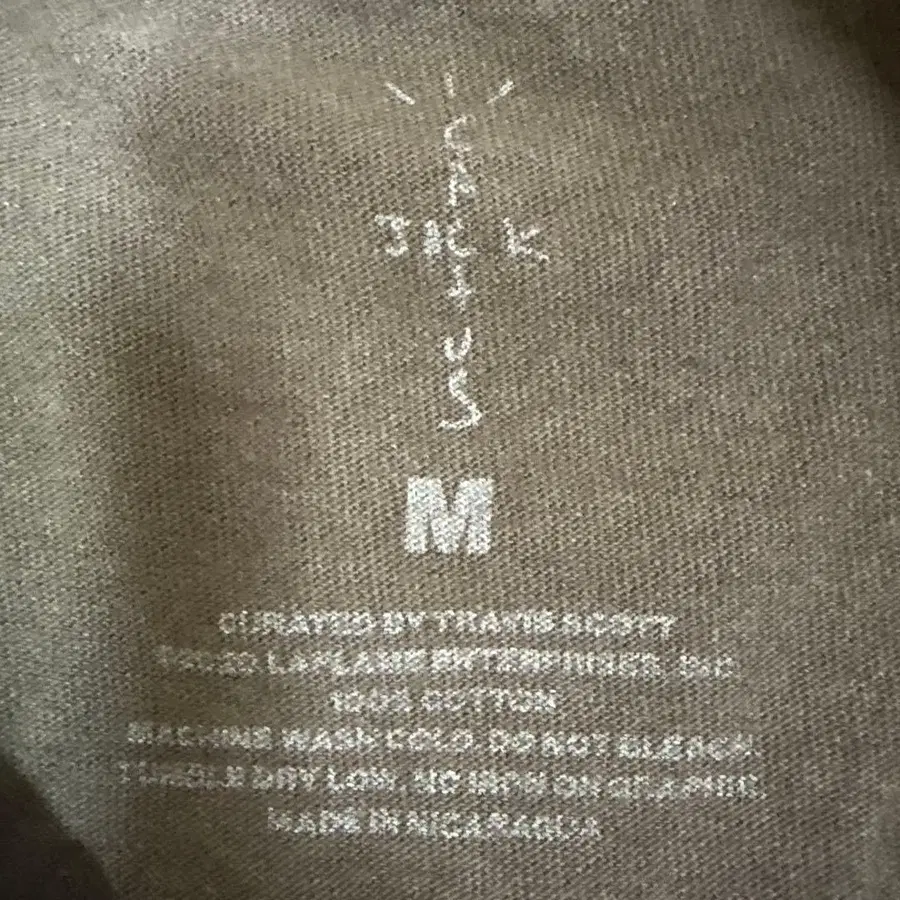 CACTUS
JACK
M
CURATED BY TRAVIS SCOTT
©2020 LAFLAME ENTERPRISES, INC
100% COTTON
MACHINE WASH COLD. DO NOT BLEACH.
TUMBLE DRY LOW. NO IRON ON GRAPHIC.
MADE IN NICARAGUA